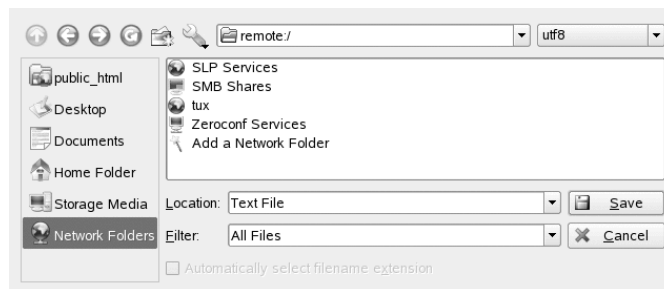 remote:/
utf8
public_html
Desktop
Documents
Home Folder
Storage Media
Network Folders
SLP Services
SMB Shares
tux
Zeroconf Services
Add a Network Folder
Location: Text File
Save
Filter: All Files
Cancel
Automatically select filename extension